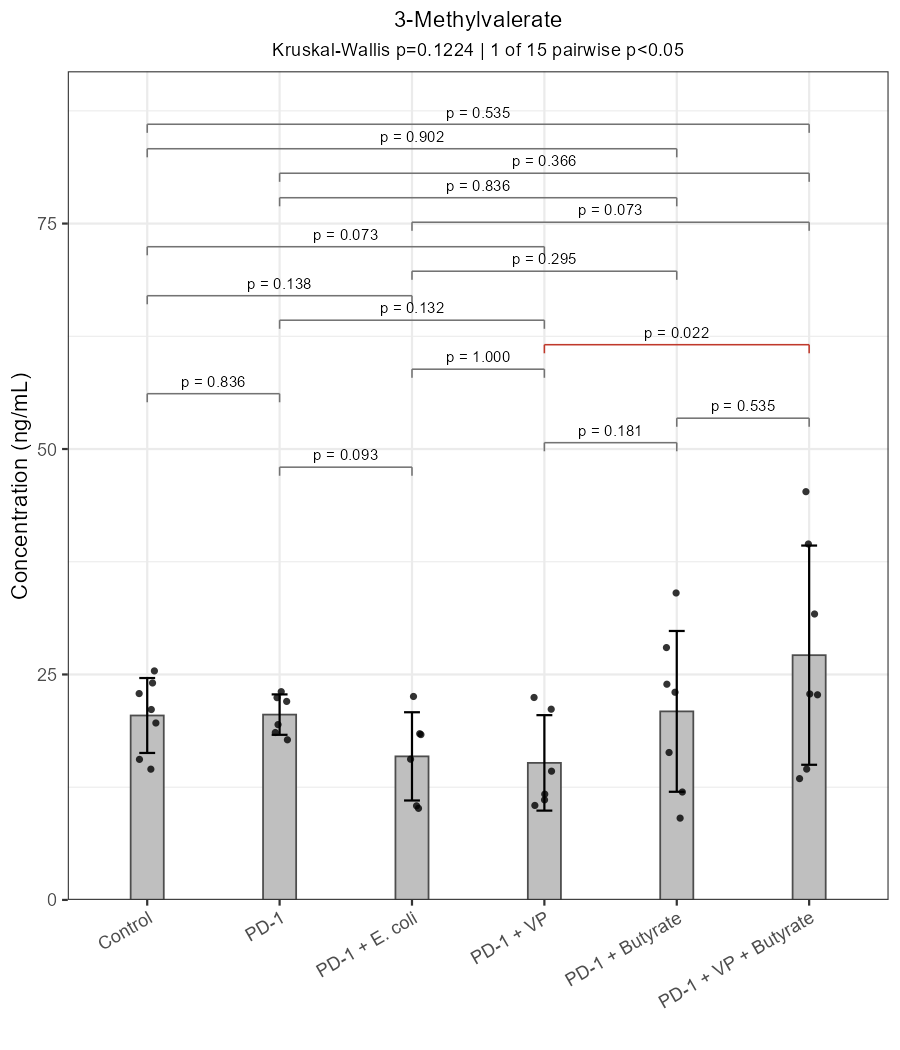 3-Methylvalerate
Kruskal-Wallis p=0.1224 | 1 of 15 pairwise p<0.05
p = 0.535
p = 0.902
p = 0.366
p = 0.836
p = 0.073
p = 0.073
p = 0.295
p = 0.138
p = 0.132
p = 0.022
p = 1.000
p = 0.836
p = 0.535
p = 0.181
p = 0.093
Concentration (ng/mL)
75
50
25
0
Control
PD-1
PD-1 + E. coli
PD-1 + VP
PD-1 + Butyrate
PD-1 + VP + Butyrate